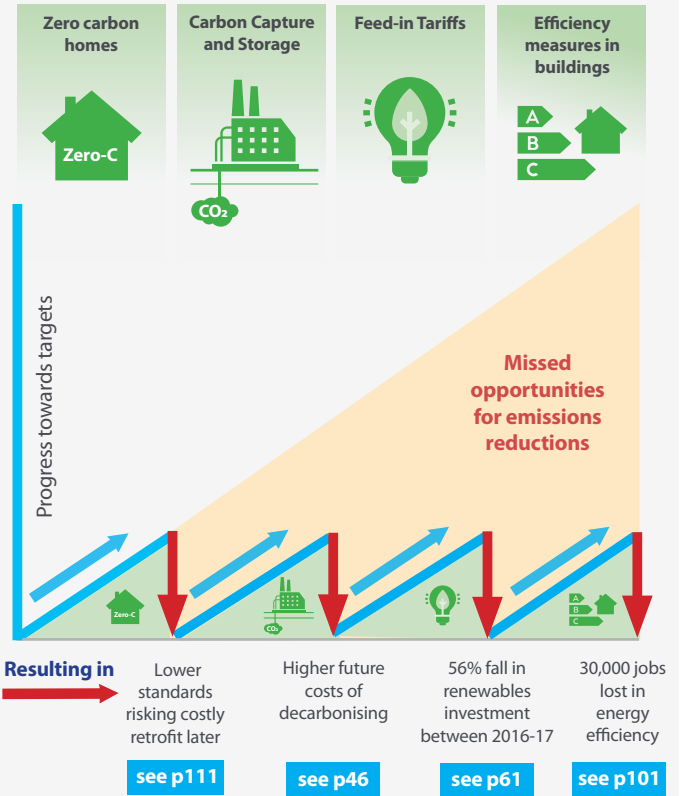 Zero carbon
homes
Zero-C
Carbon Capture
and Storage
CO₂
Feed-in Tariffs
Efficiency
measures in
buildings
A
B
C
Progress towards targets
Missed
opportunities
for emissions
reductions
Zero-C
CO₂
A
B
C
Resulting in
Lower
standards
risking costly
retrofit later
see p111
Higher future
costs of
decarbonising
see p46
56% fall in
renewables
investment
between 2016-17
see p61
30,000 jobs
lost in
energy
efficiency
see p101